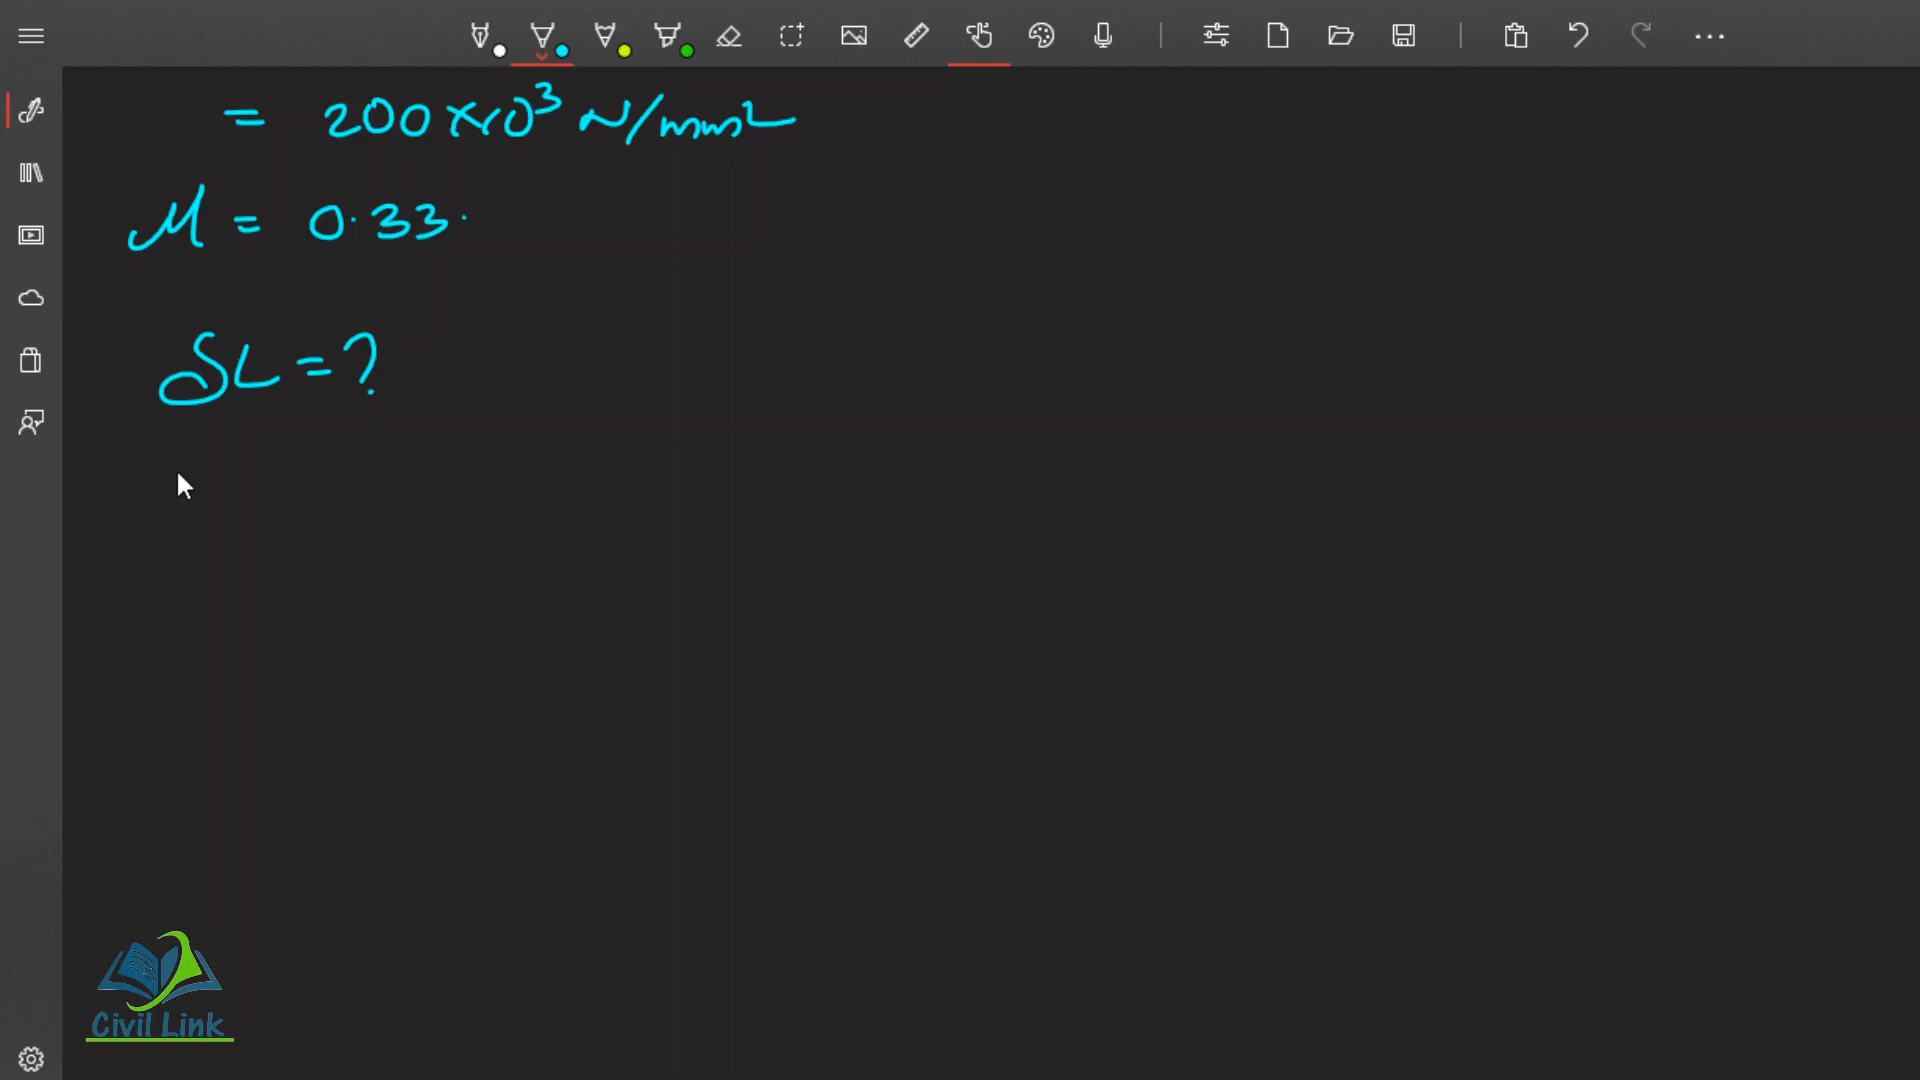 = 200×10³ N/mm²
μ = 0.33.
δL = ?
Civil Link